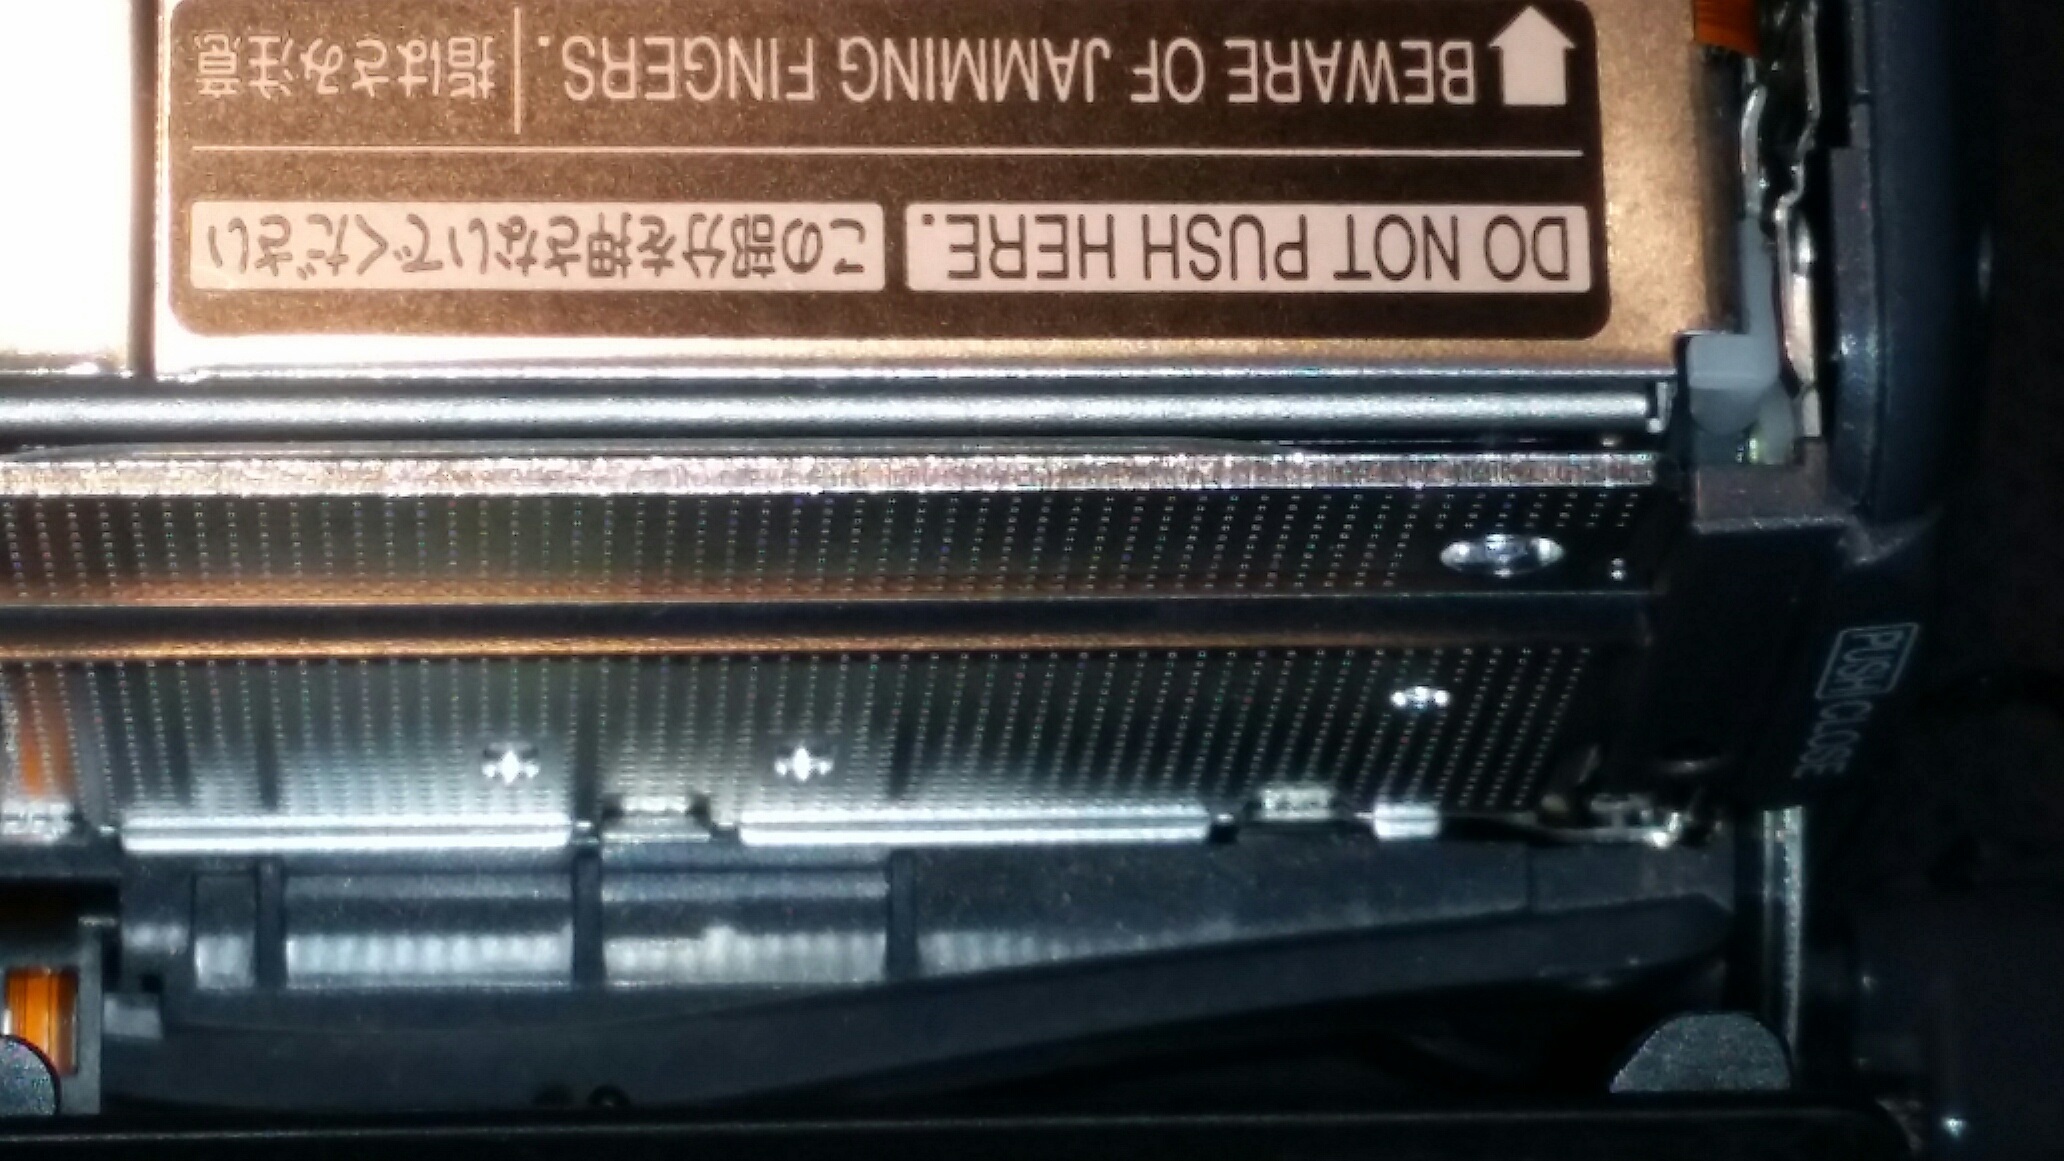 DO NOT PUSH HERE.
この部分を押さないでください
BEWARE OF JAMMING FINGERS.
指はさみ注意
PUSH CLOSE